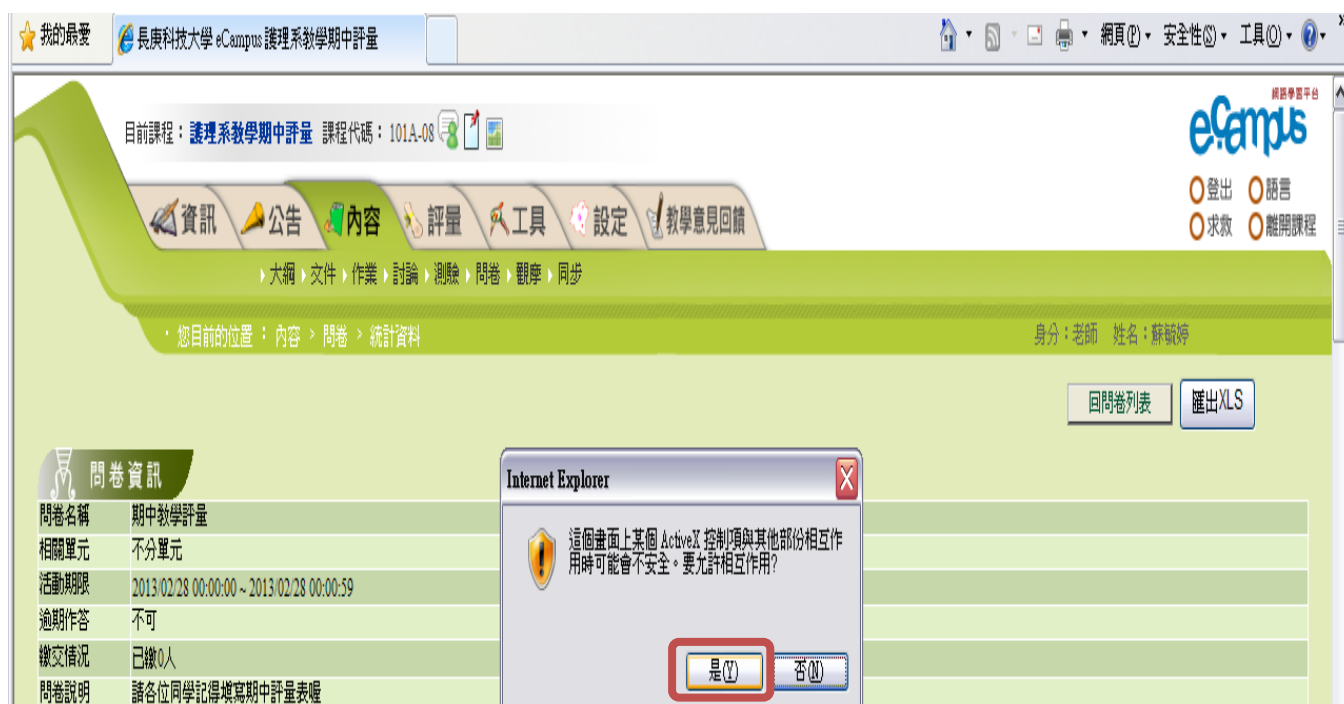 我的最愛 長庚科技大學 eCampus 護理系教學期中評量 網頁(P) 安全性(S) 工具(O)
網路學園平台
eCampus
目前課程：護理系教學期中評量 課程代碼：101A-08
登出 語言
求救 離開課程
資訊 公告 內容 評量 工具 設定 教學意見回饋
大綱 文件 作業 討論 測驗 問卷 觀摩 同步
· 您目前的位置 ： 內容 > 問卷 > 統計資料 身分：老師 姓名：蘇毓婷
回問卷列表 匯出XLS
問卷資訊
問卷名稱 期中教學評量
相關單元 不分單元
活動期限 2013/02/28 00:00:00 ~ 2013/02/28 00:00:59
逾期作答 不可
繳交情況 已繳0人
問卷說明 請各位同學記得填寫期中評量表喔
Internet Explorer
這個畫面上某個 ActiveX 控制項與其他部份相互作
用時可能會不安全。要允許相互作用?
是(Y) 否(N)